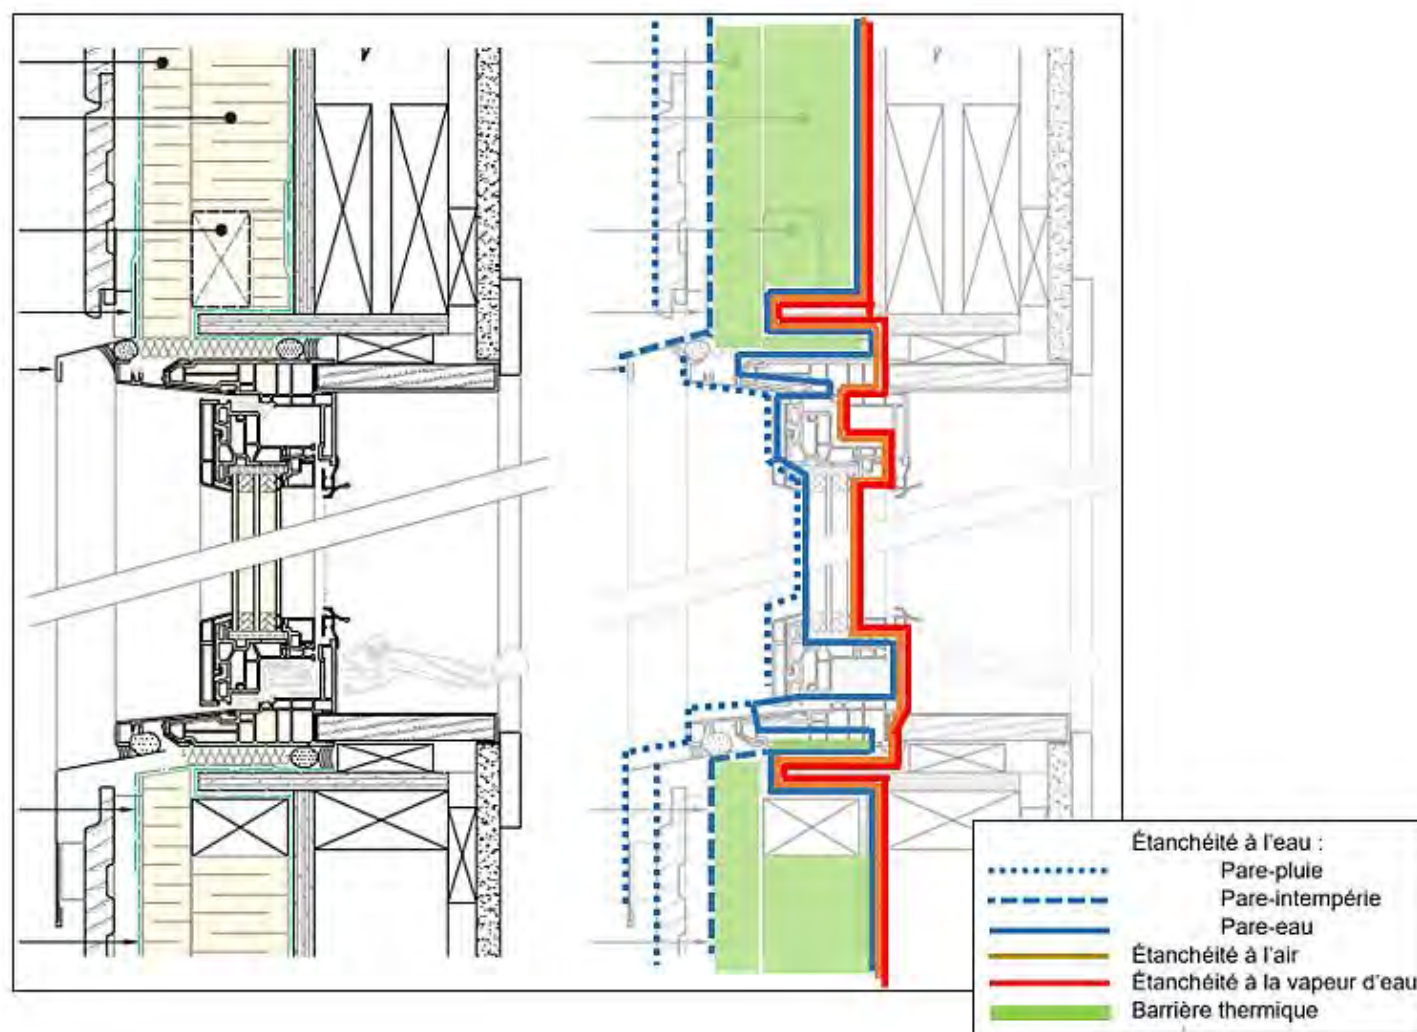 Étanchéité à l'eau :
Pare-pluie
Pare-intempérie
Pare-eau
Étanchéité à l'air
Étanchéité à la vapeur d'eau
Barrière thermique